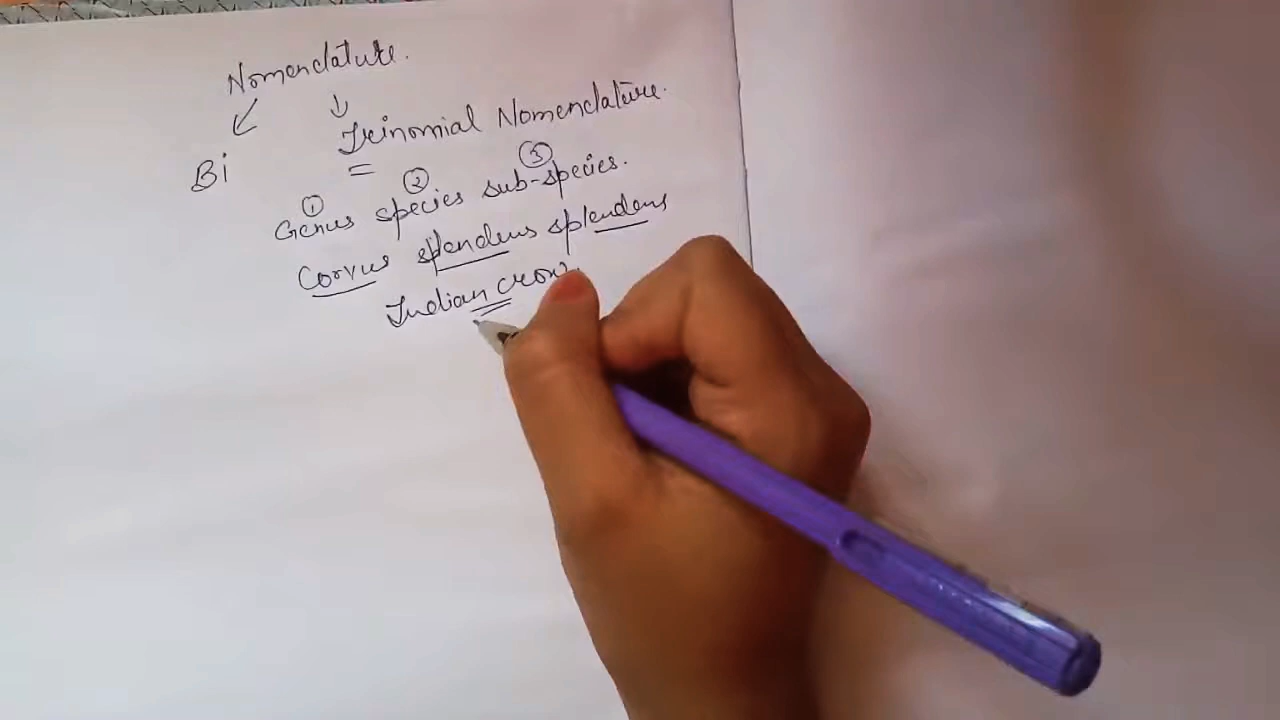 Nomenclature.
Bi Trinomial Nomenclature.
① ② ③
Genus species sub-species.
Corvus splendens splendens
Indian crow.